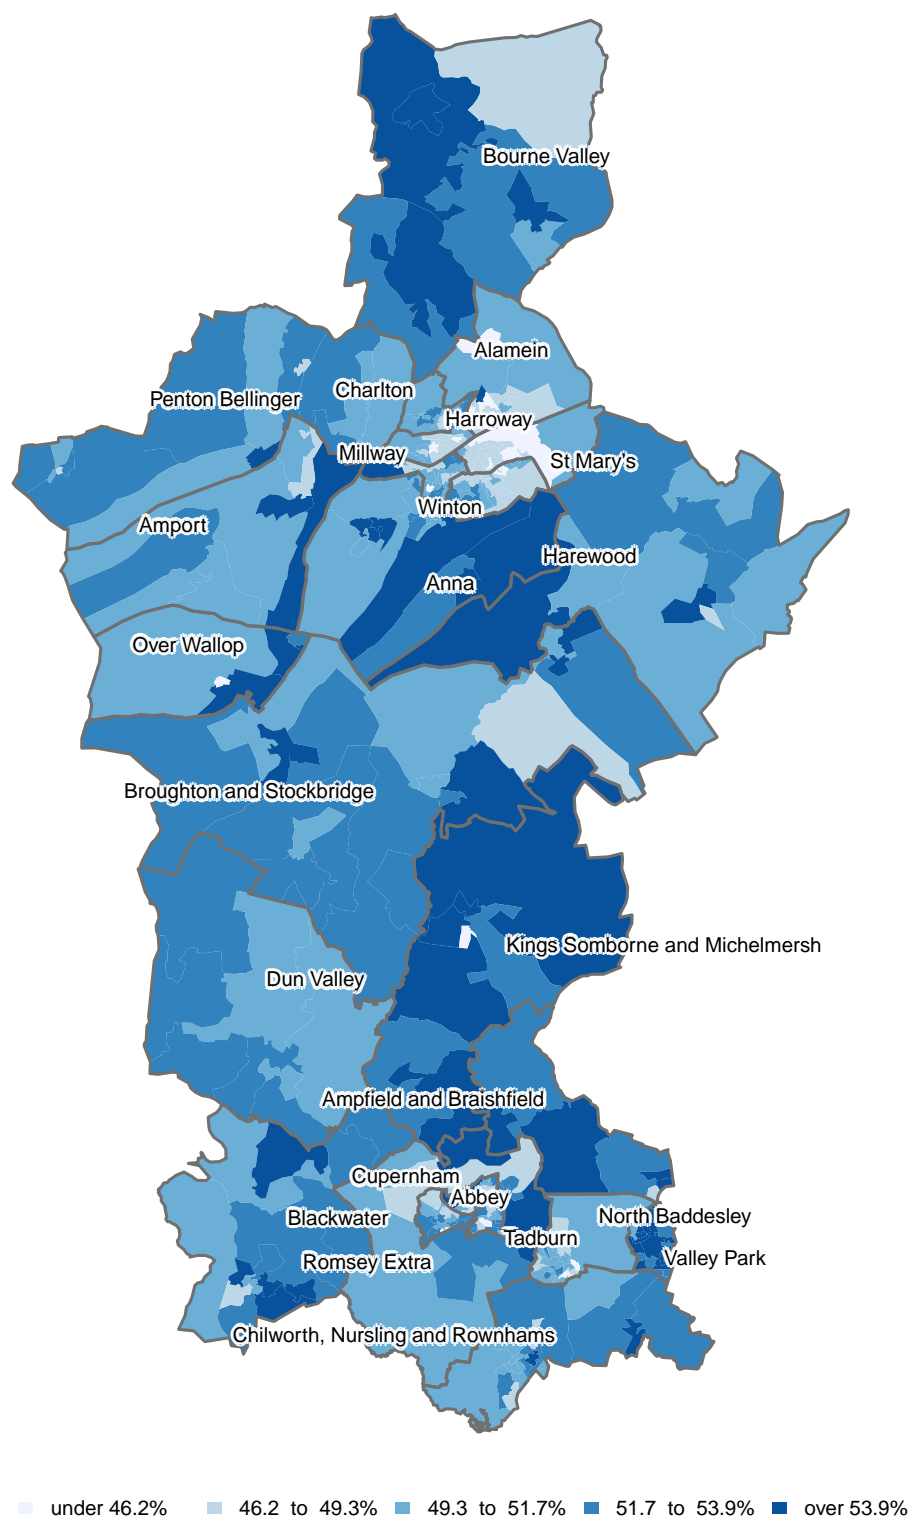 Bourne Valley
Alamein
Charlton
Penton Bellinger
Harroway
Millway
St Mary's
Winton
Amport
Harewood
Anna
Over Wallop
Broughton and Stockbridge
Kings Somborne and Michelmersh
Dun Valley
Ampfield and Braishfield
Cupernham
Abbey
Blackwater
North Baddesley
Tadburn
Valley Park
Romsey Extra
Chilworth, Nursling and Rownhams
under 46.2% 46.2 to 49.3% 49.3 to 51.7% 51.7 to 53.9% over 53.9%